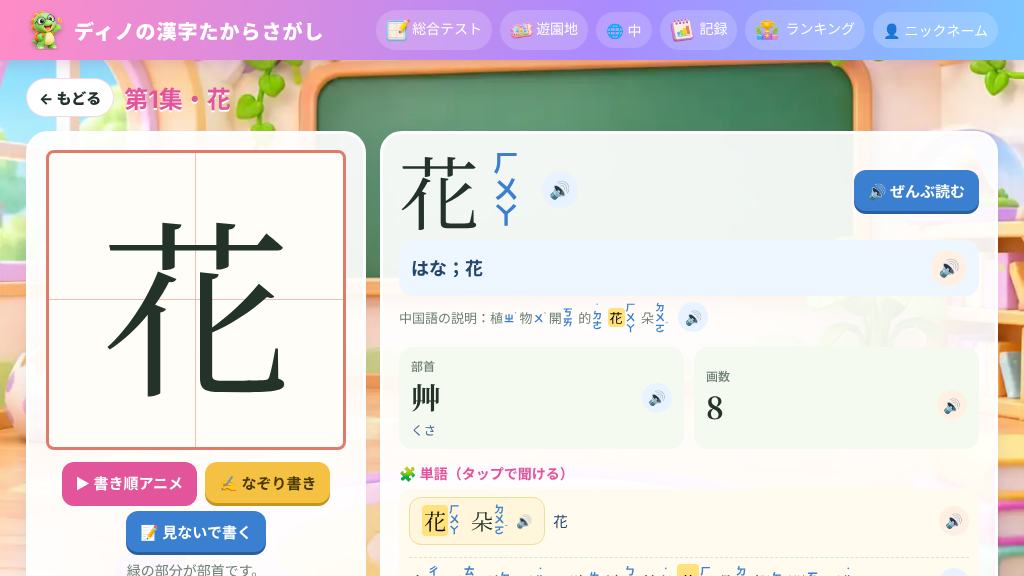 ディノの漢字たからさがし
📝 総合テスト
🎪 遊園地
🌐 中
記録
ランキング
👤 ニックネーム
← もどる
第1集・花
花
▶ 書き順アニメ
✍ なぞり書き
📝 見ないで書く
緑の部分が部首です。
花 ㄏㄨㄚ
🔊 ぜんぶ読む
はな；花
中国語の説明：植ㄓˊ物ㄨˋ開ㄎㄞ的ㄉㄜ˙花ㄏㄨㄚ朵ㄉㄨㄛˇ
部首
艸
くさ
画数
8
🧩 単語（タップで聞ける）
花ㄏㄨㄚ朵ㄉㄨㄛˇ 花